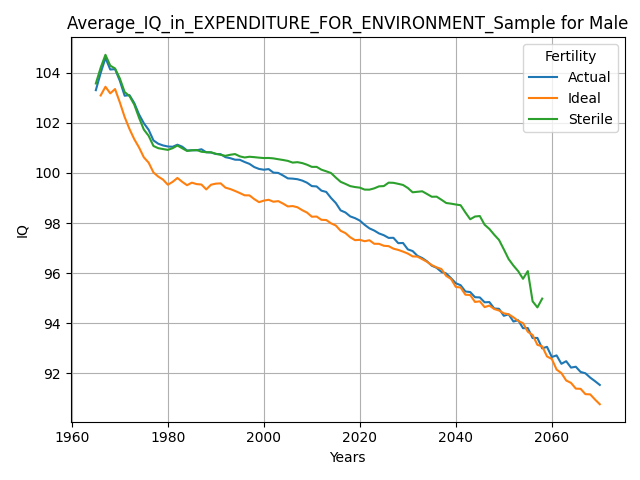 Average_IQ_in_EXPENDITURE_FOR_ENVIRONMENT_Sample for Male
Fertility
Actual
Ideal
Sterile
104
102
100
98
96
94
92
IQ
1960
1980
2000
2020
2040
2060
Years